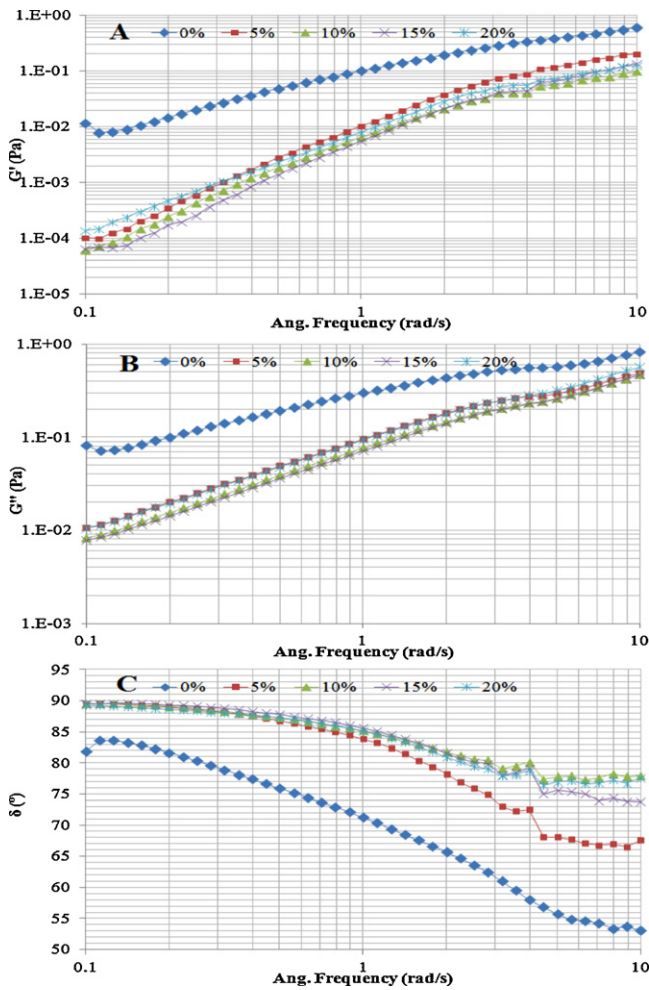 1.E+00
A
0% 5% 10% 15% 20%
1.E-01
1.E-02
1.E-03
1.E-04
1.E-05
G' (Pa)
0.1 1 10
Ang. Frequency (rad/s)
1.E+00
B
0% 5% 10% 15% 20%
1.E-01
1.E-02
1.E-03
G'' (Pa)
0.1 1 10
Ang. Frequency (rad/s)
95
C
0% 5% 10% 15% 20%
90
85
80
75
70
65
60
55
50
δ (º)
0.1 1 10
Ang. Frequency (rad/s)